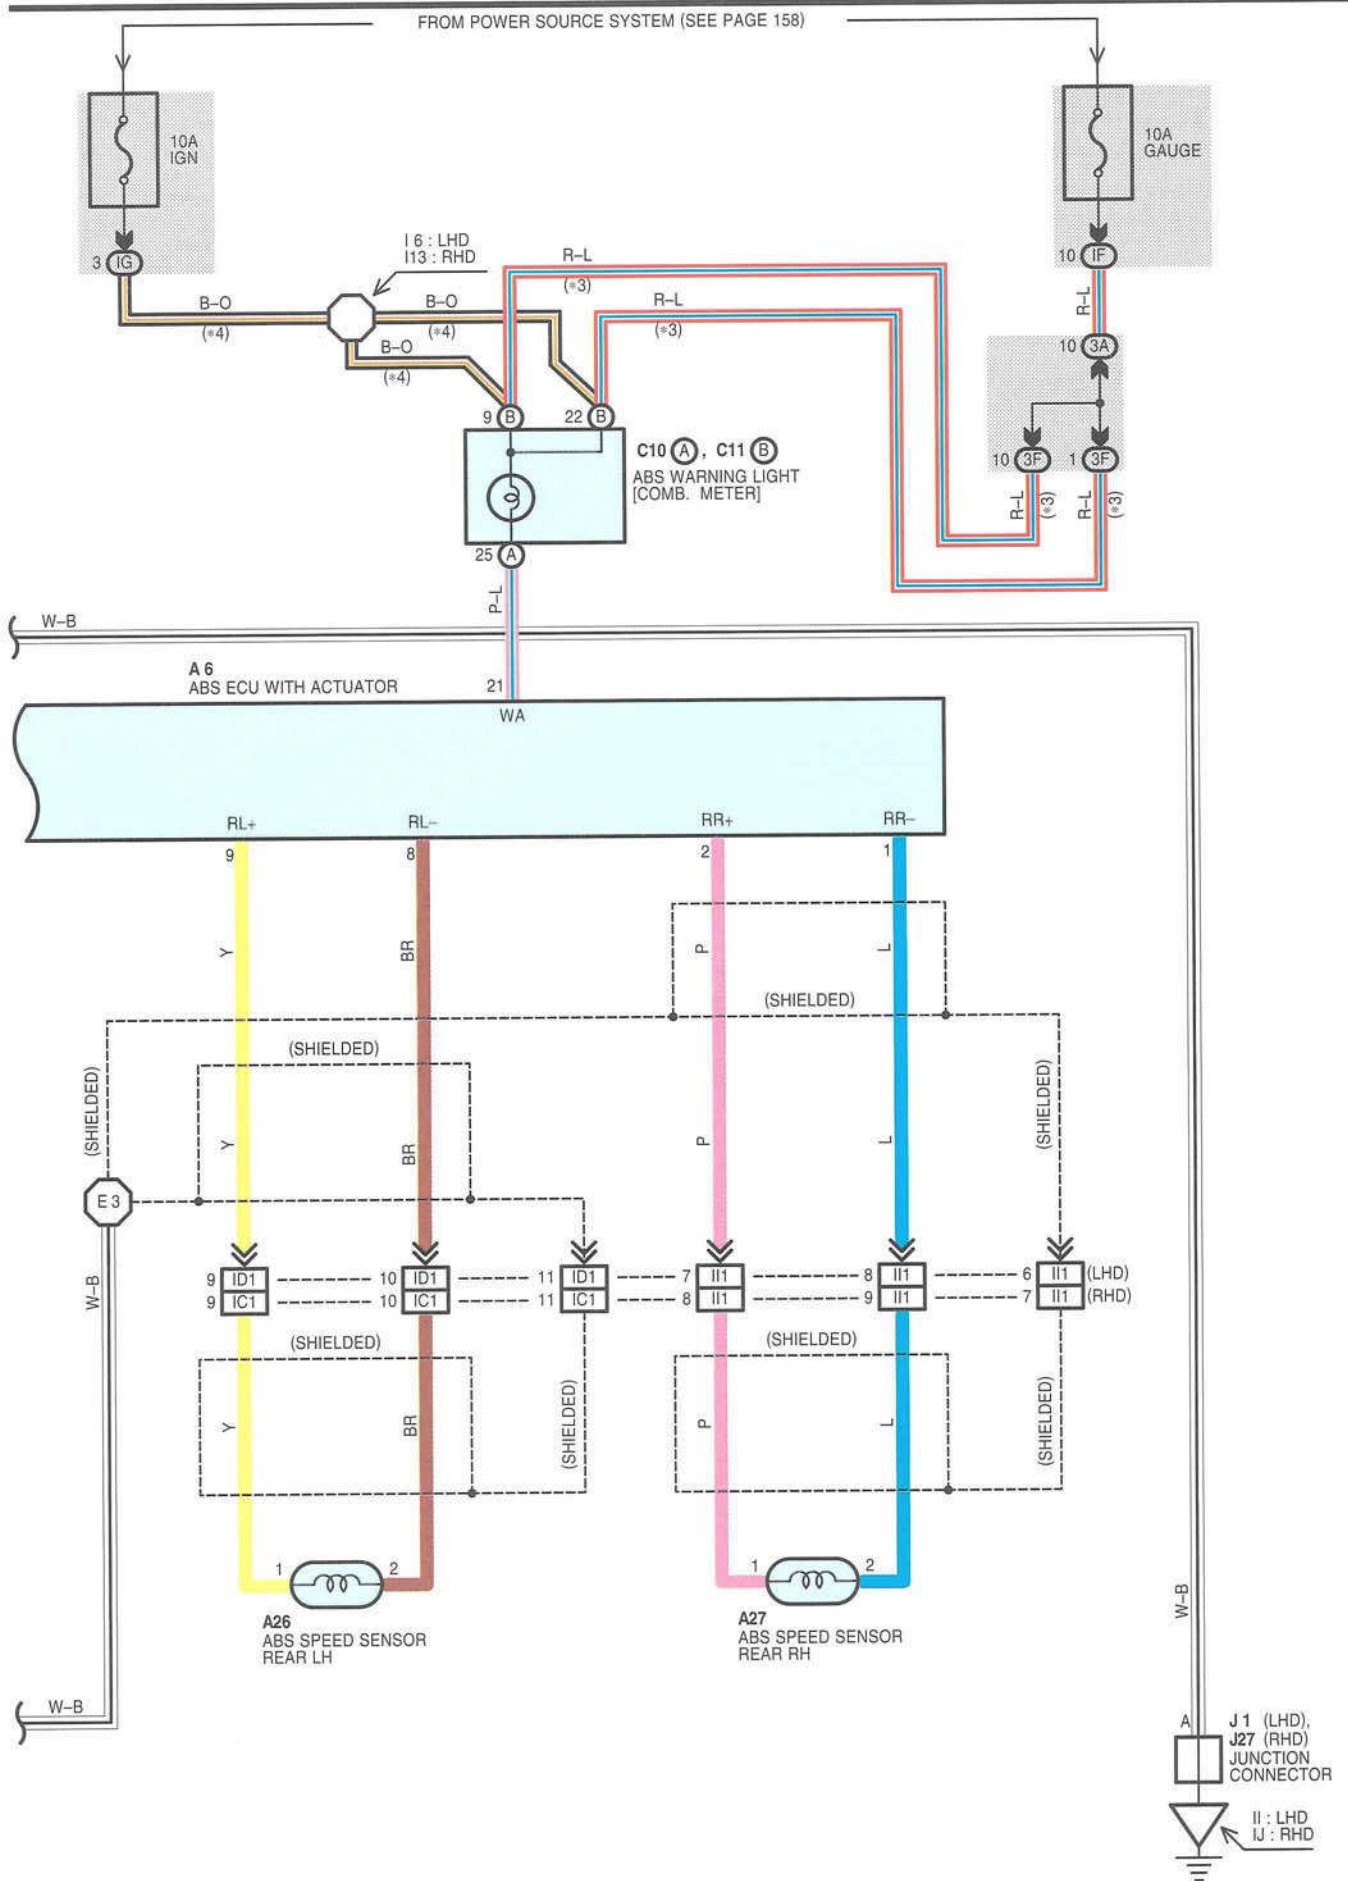 FROM POWER SOURCE SYSTEM (SEE PAGE 158)
10A
IGN
10A
GAUGE
3 IG
10 IF
I 6 : LHD
I13 : RHD
R–L
(*3)
R–L
(*3)
B–O
(*4)
B–O
(*4)
B–O
(*4)
R–L
10 3A
9 B
22 B
10 3F
1 3F
C10 A , C11 B
ABS WARNING LIGHT
[COMB. METER]
R–L
(*3)
R–L
(*3)
25 A
P–L
W–B
A 6
ABS ECU WITH ACTUATOR
21
WA
RL+
RL–
RR+
RR–
9
8
2
1
Y
BR
P
L
(SHIELDED)
(SHIELDED)
(SHIELDED)
(SHIELDED)
Y
BR
P
L
E 3
W–B
9 ID1
10 ID1
11 ID1
7 II1
8 II1
6 II1 (LHD)
9 IC1
10 IC1
11 IC1
8 II1
9 II1
7 II1 (RHD)
(SHIELDED)
(SHIELDED)
(SHIELDED)
(SHIELDED)
Y
BR
P
L
1
2
1
2
A26
ABS SPEED SENSOR
REAR LH
A27
ABS SPEED SENSOR
REAR RH
W–B
W–B
A
J 1 (LHD),
J27 (RHD)
JUNCTION
CONNECTOR
II : LHD
IJ : RHD